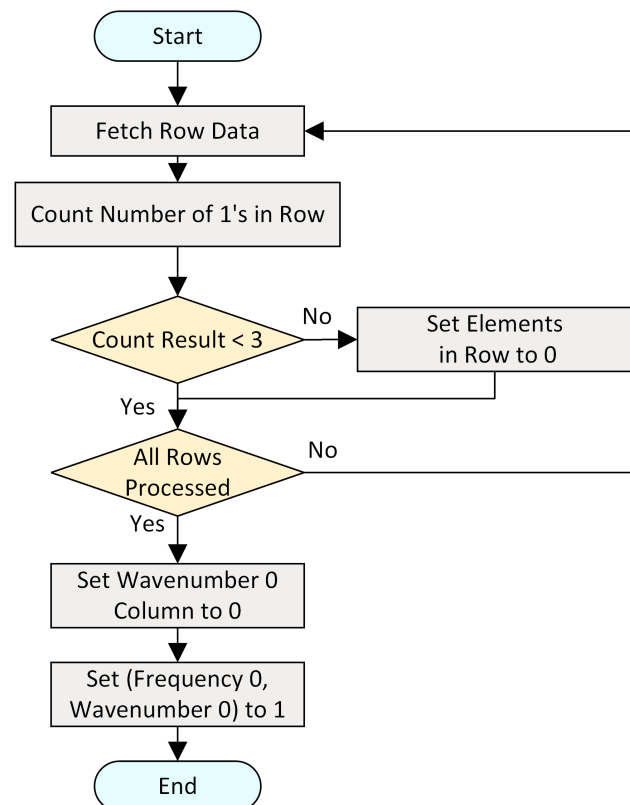 Start
Fetch Row Data
Count Number of 1's in Row
Count Result < 3
No
Set Elements
in Row to 0
Yes
All Rows
Processed
No
Yes
Set Wavenumber 0
Column to 0
Set (Frequency 0,
Wavenumber 0) to 1
End